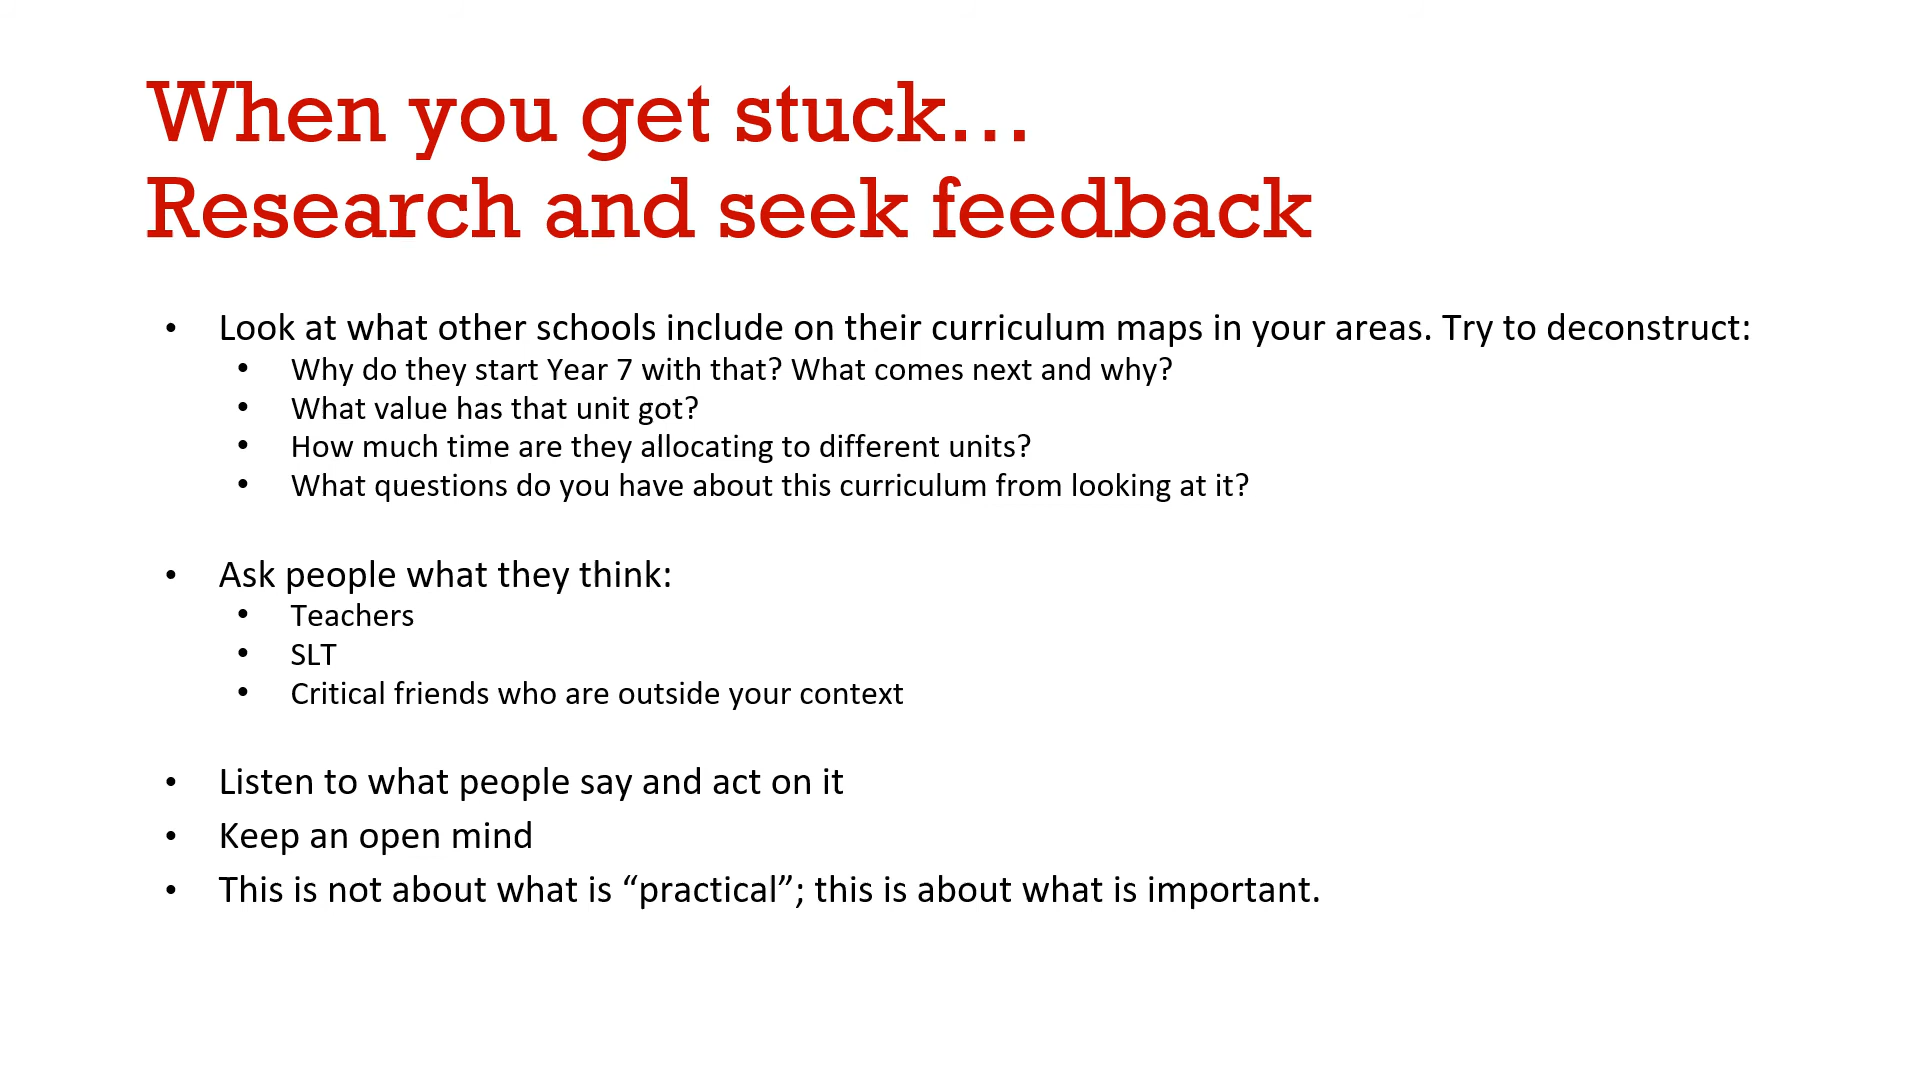 When you get stuck…
Research and seek feedback
• Look at what other schools include on their curriculum maps in your areas. Try to deconstruct:
• Why do they start Year 7 with that? What comes next and why?
• What value has that unit got?
• How much time are they allocating to different units?
• What questions do you have about this curriculum from looking at it?
• Ask people what they think:
• Teachers
• SLT
• Critical friends who are outside your context
• Listen to what people say and act on it
• Keep an open mind
• This is not about what is “practical”; this is about what is important.